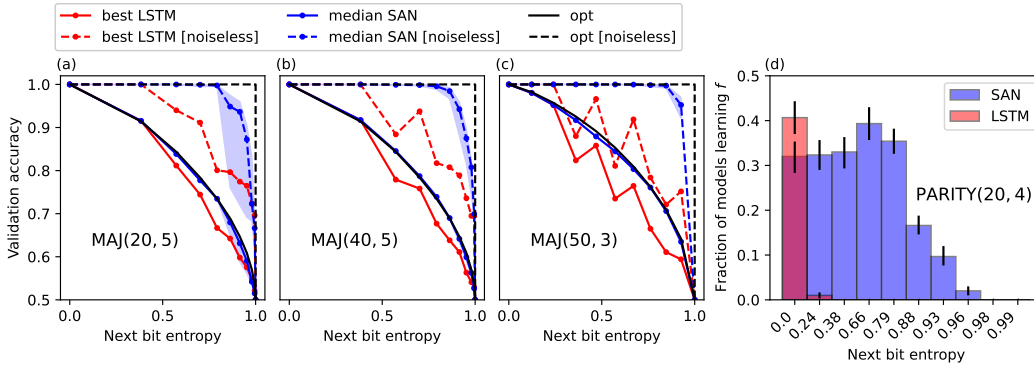 best LSTM
median SAN
opt
best LSTM [noiseless]
median SAN [noiseless]
opt [noiseless]
(a)
(b)
(c)
(d)
1.0
0.9
0.8
0.7
0.6
0.5
Validation accuracy
MAJ(20, 5)
0.0
0.5
1.0
Next bit entropy
MAJ(40, 5)
0.0
0.5
1.0
Next bit entropy
MAJ(50, 3)
0.0
0.5
1.0
Next bit entropy
0.5
0.4
0.3
0.2
0.1
0.0
Fraction of models learning f
SAN
LSTM
PARITY(20, 4)
0.0
0.24
0.38
0.66
0.79
0.88
0.93
0.96
0.98
0.99
Next bit entropy